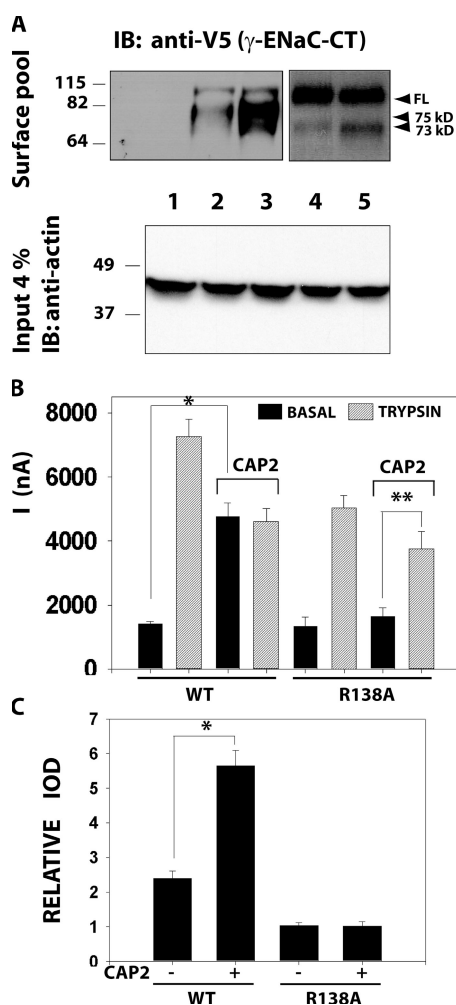 A
IB: anti-V5 (γ-ENaC-CT)
Surface pool
115
82
64
FL
75 kD
73 kD
1 2 3 4 5
Input 4 %
IB: anti-actin
49
37
B
I (nA)
8000
6000
4000
2000
0
BASAL TRYPSIN
*
CAP2
CAP2
**
WT R138A
C
RELATIVE IOD
7
6
5
4
3
2
1
0
*
CAP2 - + - +
WT R138A